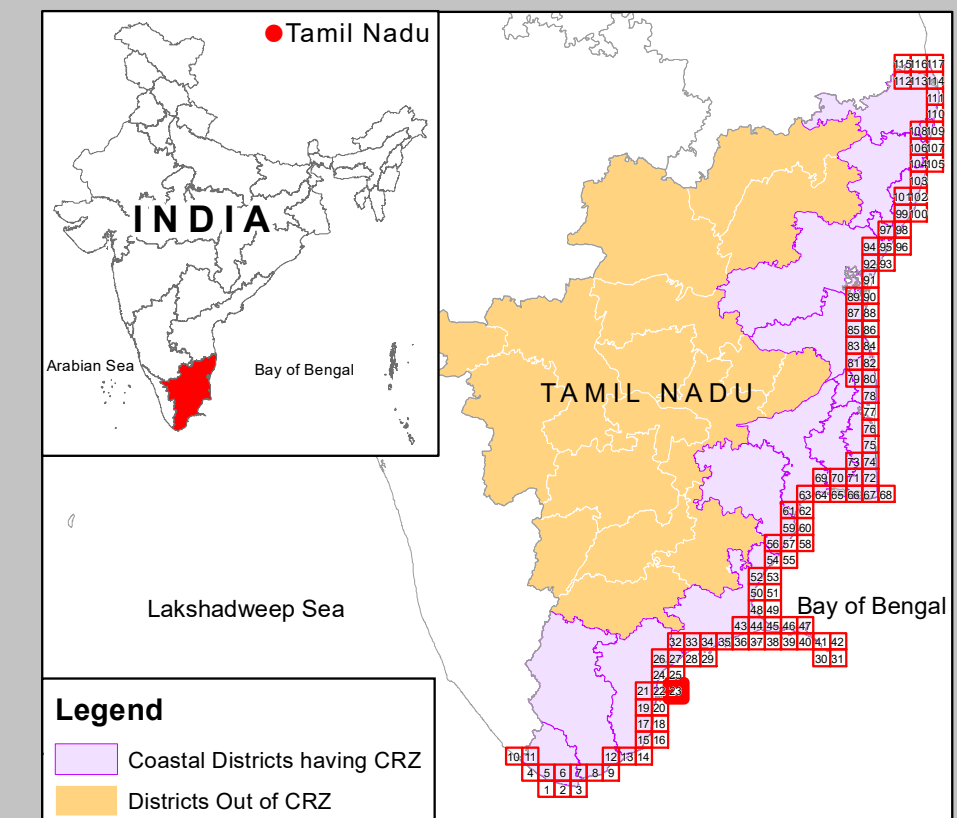 Tamil Nadu
INDIA
Arabian Sea
Bay of Bengal
TAMIL NADU
Lakshadweep Sea
Bay of Bengal
Legend
Coastal Districts having CRZ
Districts Out of CRZ
115 116 117
112 113 114
111
110
108 109
106 107
104 105
103
101 102
99 100
97 98
94 95 96
92 93
91
89 90
87 88
85 86
83 84
81 82
79 80
78
77
76
75
73 74
69 70 71 72
63 64 65 66 67 68
61 62
59 60
56 57 58
54 55
52 53
50 51
48 49
43 44 45 46 47
32 33 34 35 36 37 38 39 40 41 42
26 27 28 29 30 31
24 25
21 22 23
19 20
17 18
15 16
10 11 12 13 14
4 5 6 7 8 9
1 2 3